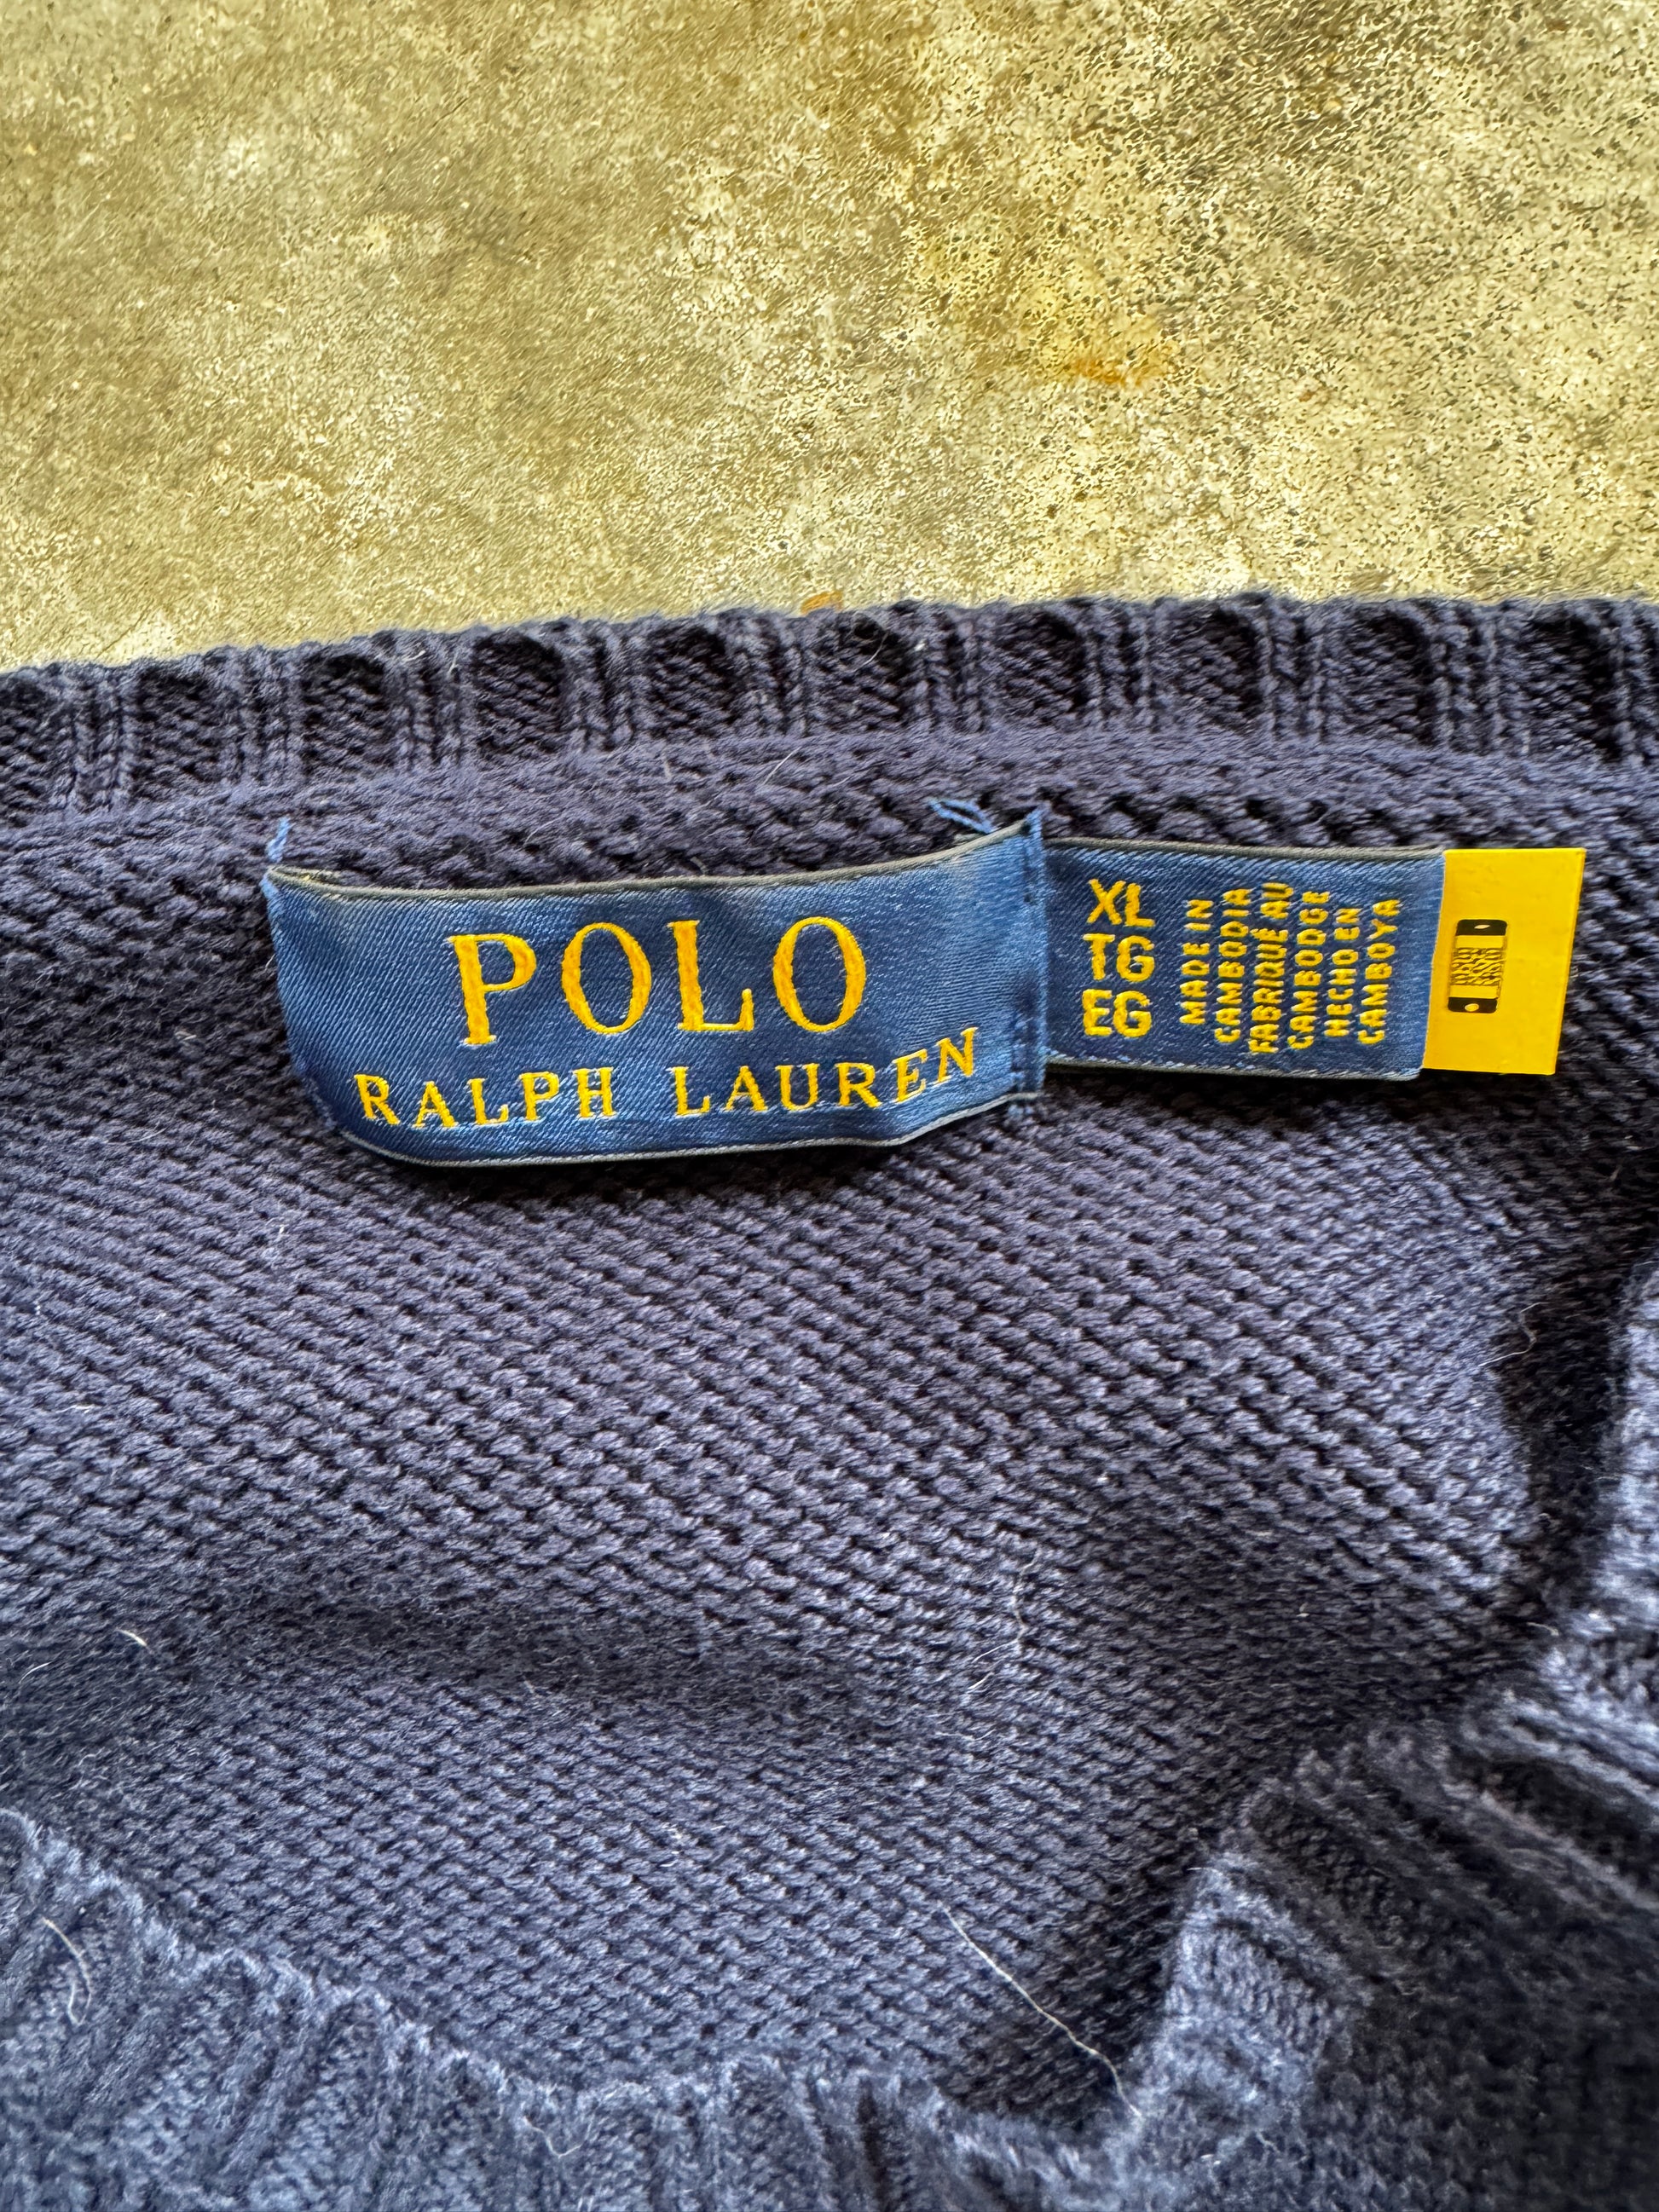 POLO
RALPH LAUREN
XL
TG
EG
MADE IN
CAMBODIA
FABRIQUÉ AU
CAMBODGE
HECHO EN
CAMBOYA